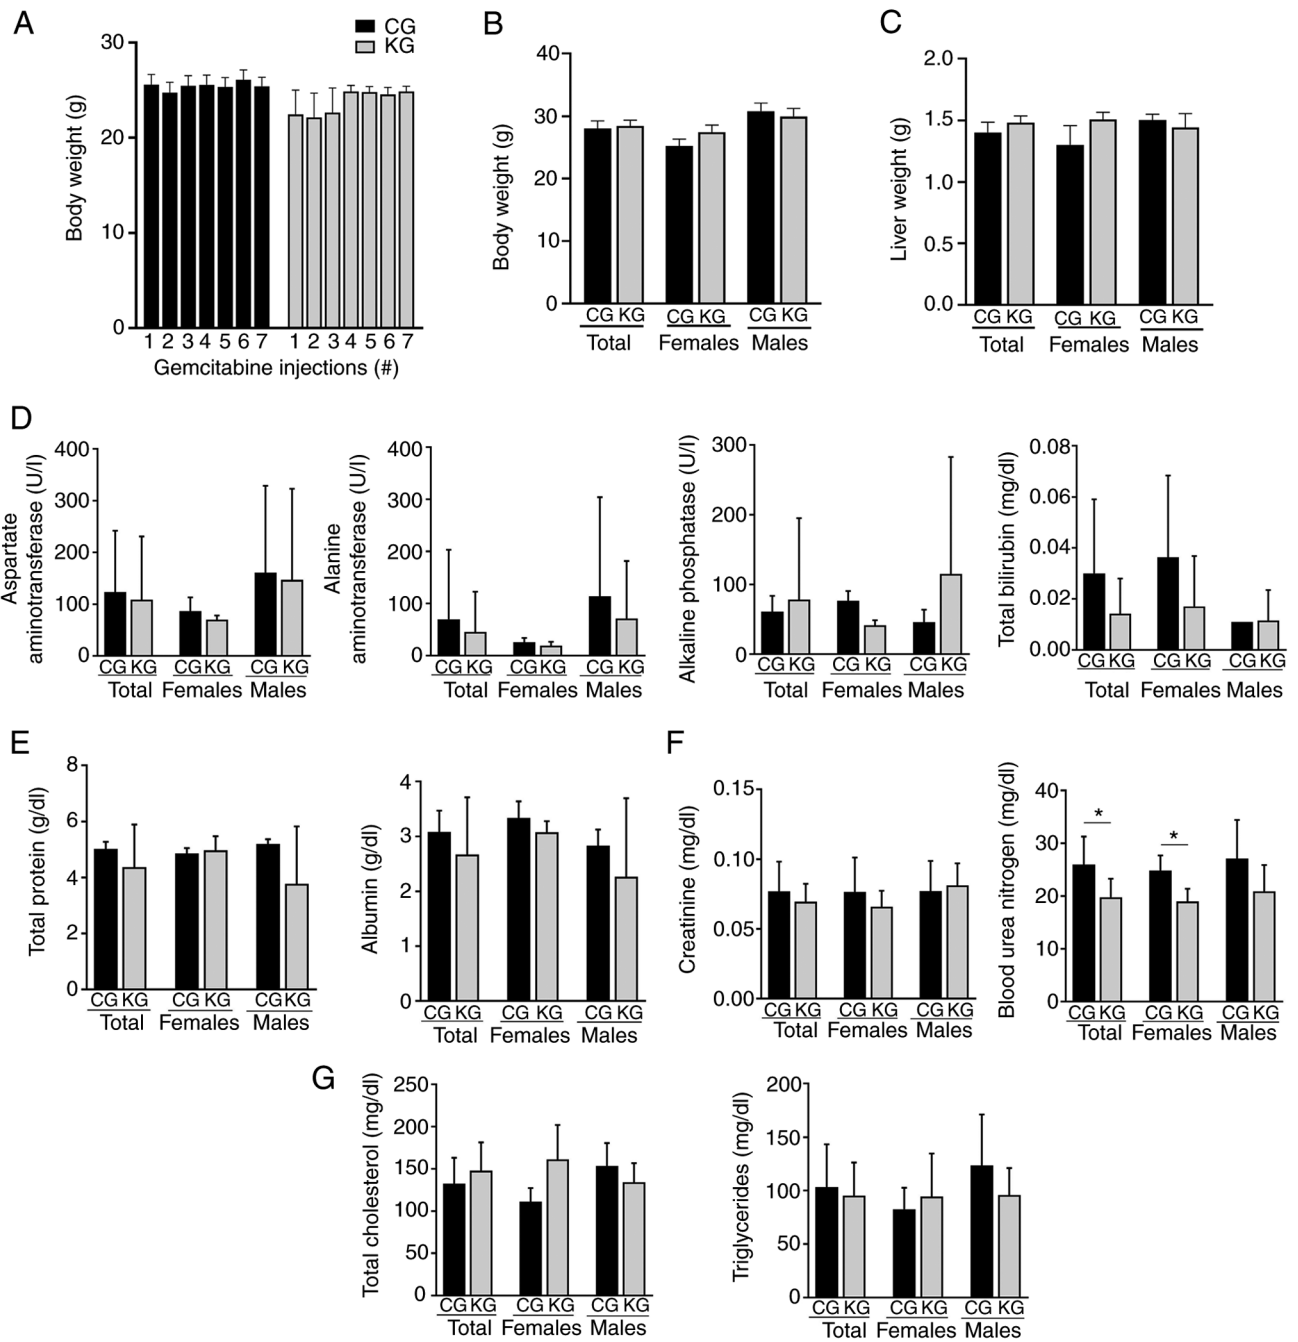 A
CG
KG
30
20
10
0
Body weight (g)
1 2 3 4 5 6 7 1 2 3 4 5 6 7
Gemcitabine injections (#)
B
40
30
20
10
0
Body weight (g)
CG KG CG KG CG KG
Total Females Males
C
2.0
1.5
1.0
0.5
0.0
Liver weight (g)
CG KG CG KG CG KG
Total Females Males
D
400
300
200
100
0
Aspartate
aminotransferase (U/l)
CG KG CG KG CG KG
Total Females Males
400
300
200
100
0
Alanine
aminotransferase (U/l)
CG KG CG KG CG KG
Total Females Males
300
200
100
0
Alkaline phosphatase (U/l)
CG KG CG KG CG KG
Total Females Males
0.08
0.06
0.04
0.02
0.00
Total bilirubin (mg/dl)
CG KG CG KG CG KG
Total Females Males
E
8
6
4
2
0
Total protein (g/dl)
CG KG CG KG CG KG
Total Females Males
4
3
2
1
0
Albumin (g/dl)
CG KG CG KG CG KG
Total Females Males
F
0.15
0.10
0.05
0.00
Creatinine (mg/dl)
CG KG CG KG CG KG
Total Females Males
40
30
20
10
0
Blood urea nitrogen (mg/dl)
* *
CG KG CG KG CG KG
Total Females Males
G
250
200
150
100
50
0
Total cholesterol (mg/dl)
CG KG CG KG CG KG
Total Females Males
200
150
100
50
0
Triglycerides (mg/dl)
CG KG CG KG CG KG
Total Females Males